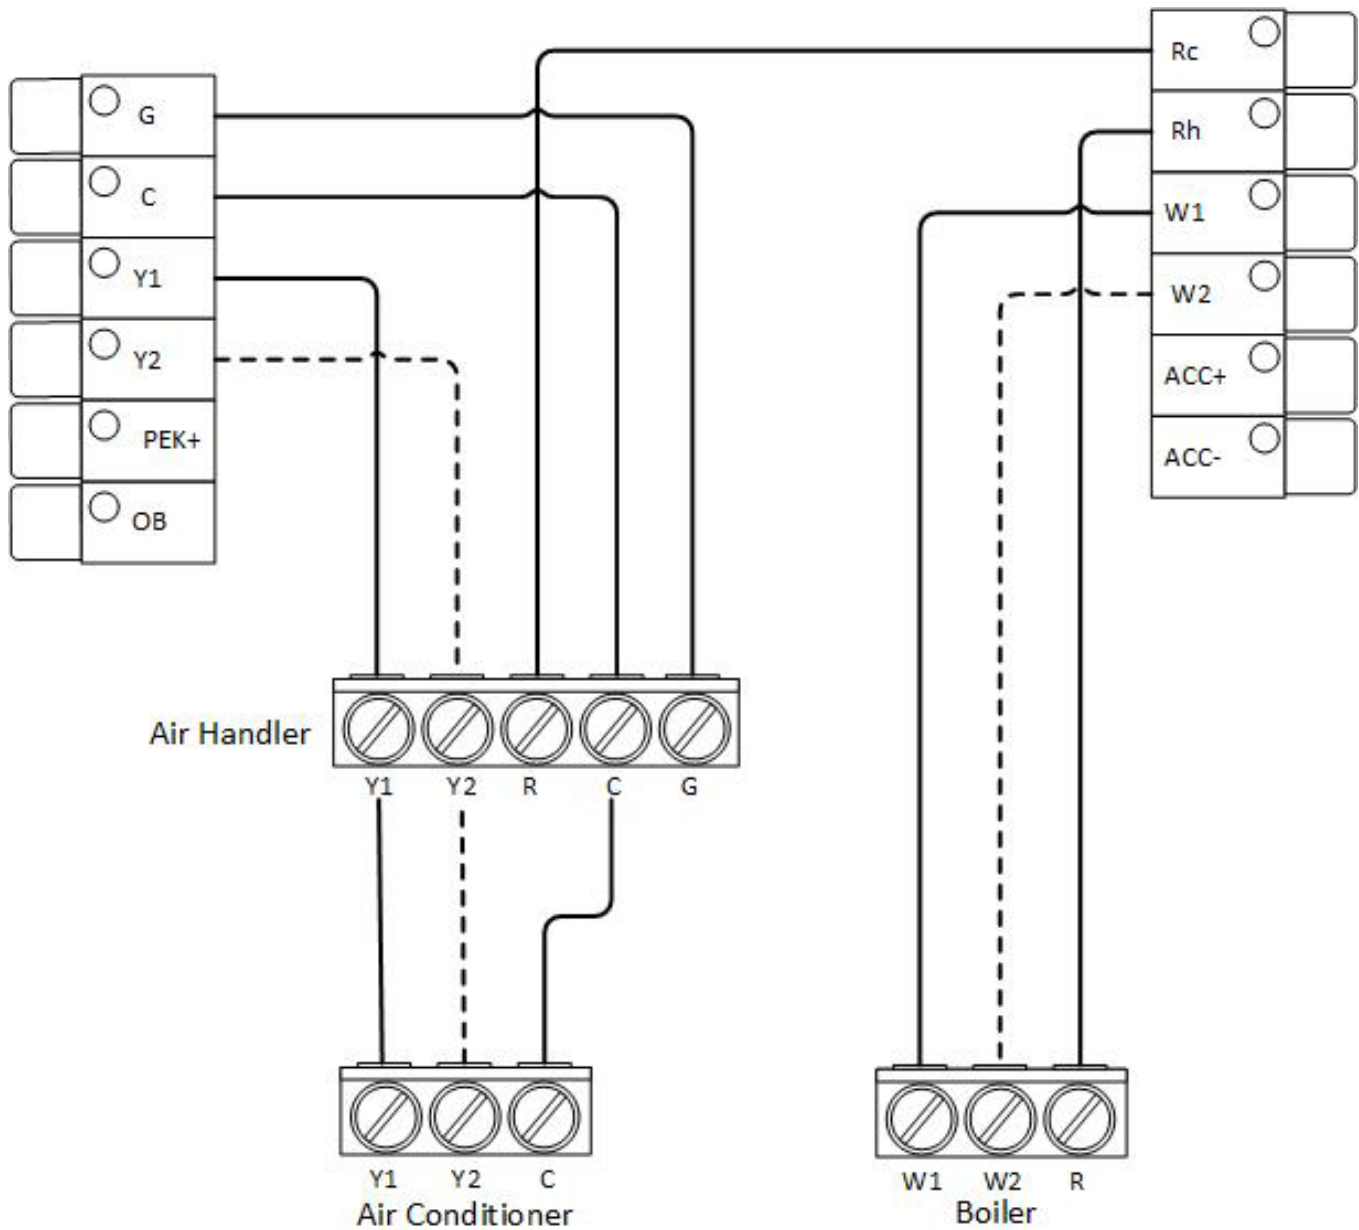 G
C
Y1
Y2
PEK+
OB
Rc
Rh
W1
W2
ACC+
ACC-
Air Handler
Y1 Y2 R C G
Y1 Y2 C
Air Conditioner
W1 W2 R
Boiler